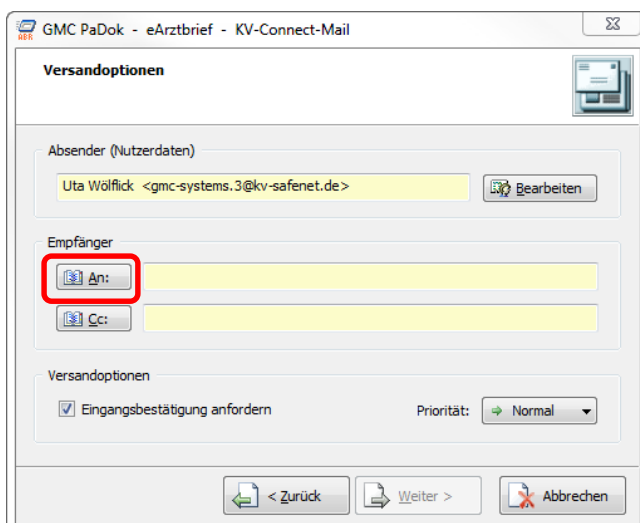 GMC PaDok - eArztbrief - KV-Connect-Mail
ABR
Versandoptionen
Absender (Nutzerdaten)
Uta Wölflick <gmc-systems.3@kv-safenet.de>
Bearbeiten
Empfänger
An:
Cc:
Versandoptionen
Eingangsbestätigung anfordern
Priorität:
Normal
< Zurück
Weiter >
Abbrechen